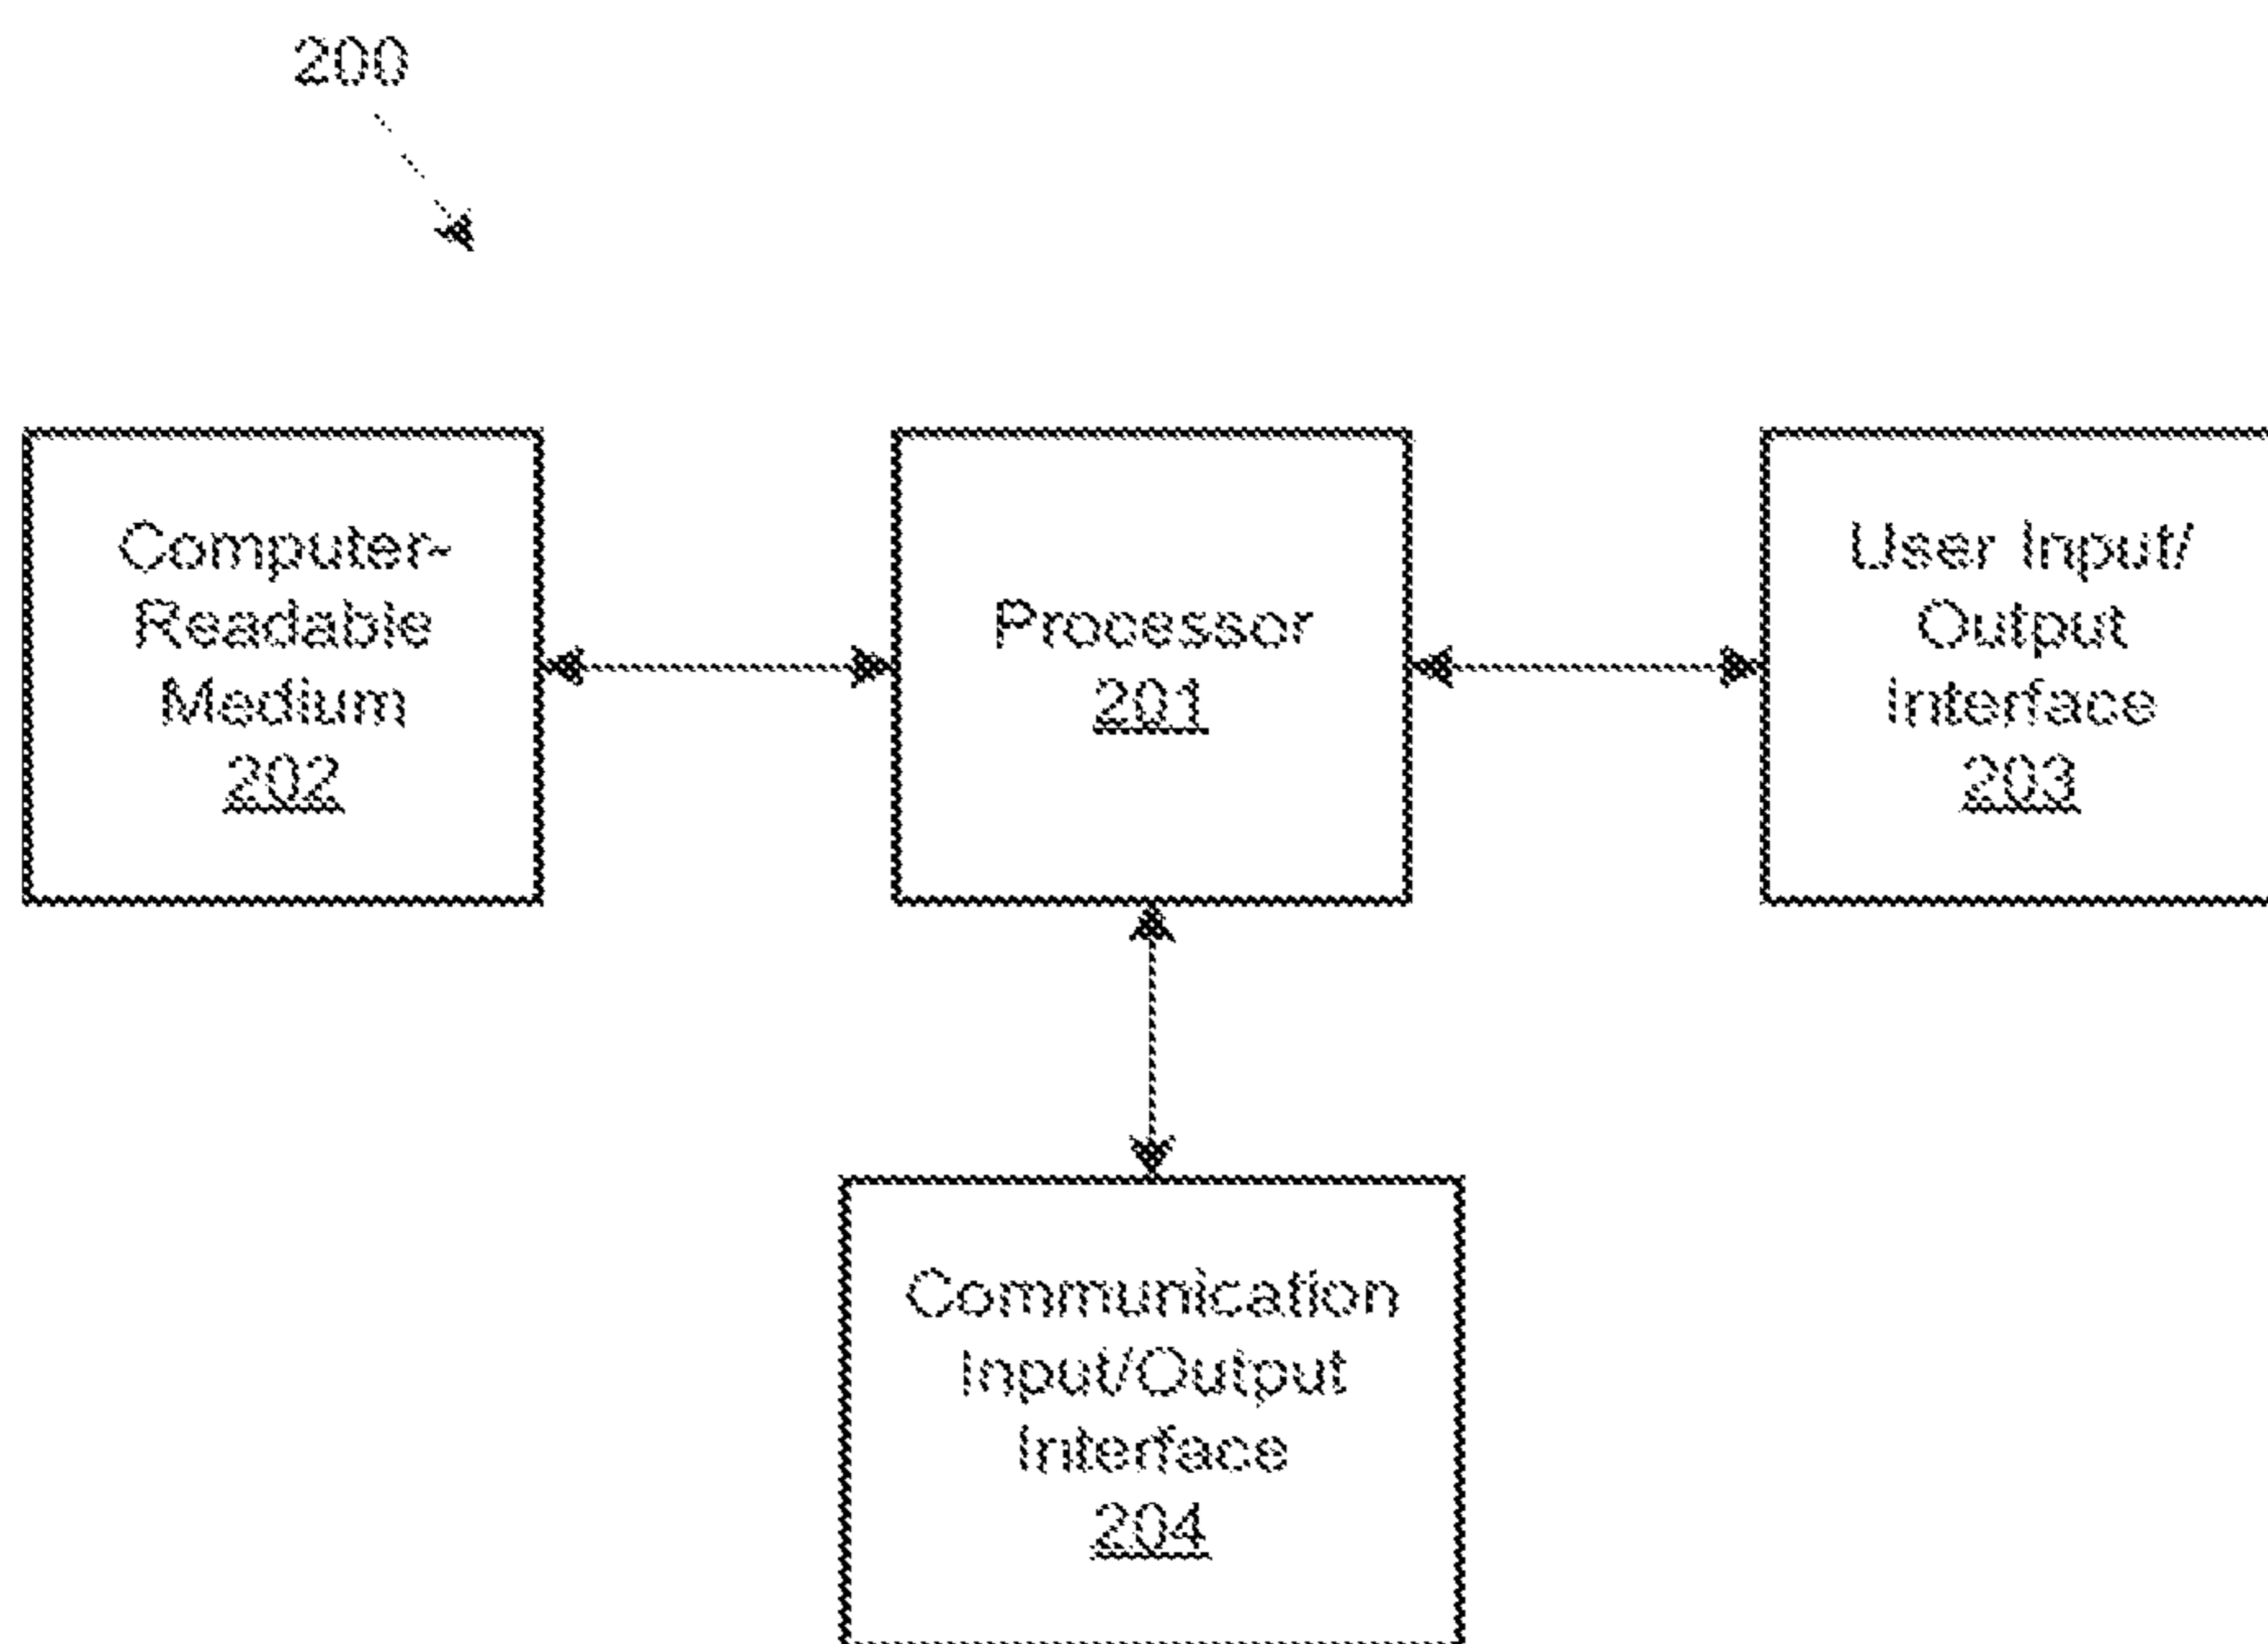 200
Computer-
Readable
Medium
202
Processor
201
User Input/
Output
Interface
203
Communication
Input/Output
Interface
204